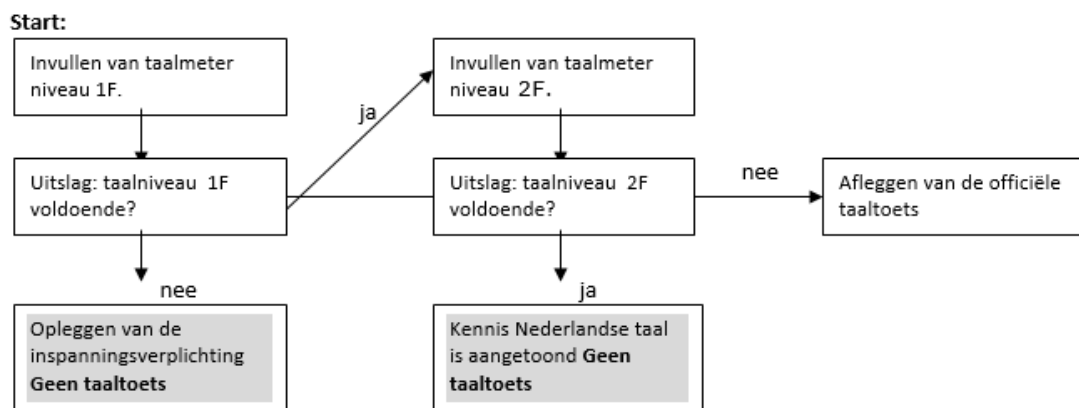 Start:
Invullen van taalmeter
niveau 1F.
Invullen van taalmeter
niveau 2F.
ja
Uitslag: taalniveau 1F
voldoende?
Uitslag: taalniveau 2F
voldoende?
nee
Afleggen van de officiële
taaltoets
nee
ja
Opleggen van de
inspanningsverplichting
Geen taaltoets
Kennis Nederlandse taal
is aangetoond Geen
taaltoets